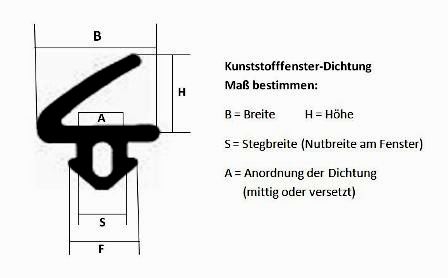 B
H
A
S
F
Kunststofffenster-Dichtung
Maß bestimmen:
B = Breite H = Höhe
S = Stegbreite (Nutbreite am Fenster)
A = Anordnung der Dichtung
(mittig oder versetzt)